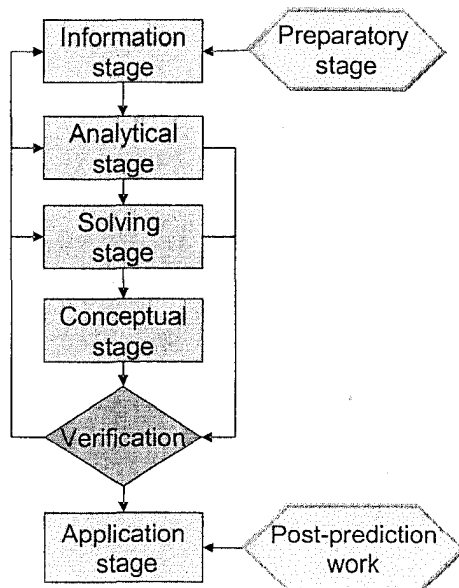 Information
stage
Preparatory
stage
Analytical
stage
Solving
stage
Conceptual
stage
Verification
Application
stage
Post-prediction
work